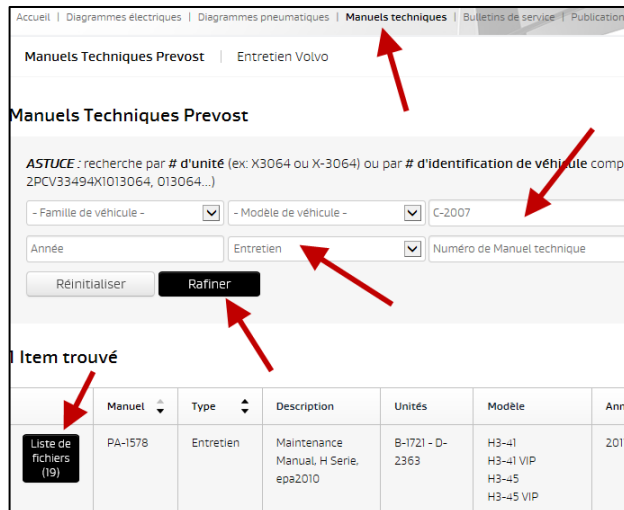 Accueil | Diagrammes électriques | Diagrammes pneumatiques | Manuels techniques | Bulletins de service | Publication
Manuels Techniques Prevost | Entretien Volvo
Manuels Techniques Prevost
ASTUCE : recherche par # d'unité (ex: X3064 ou X-3064) ou par # d'identification de véhicule comp
2PCV33494X1013064, 013064...)
- Famille de véhicule - - Modèle de véhicule - C-2007
Année Entretien Numéro de Manuel technique
Réinitialiser Rafiner
1 Item trouvé
Manuel Type Description Unités Modèle Ann
Liste de fichiers (19) PA-1578 Entretien Maintenance Manual, H Serie, epa2010 B-1721 - D-2363 H3-41 201
H3-41 VIP
H3-45
H3-45 VIP